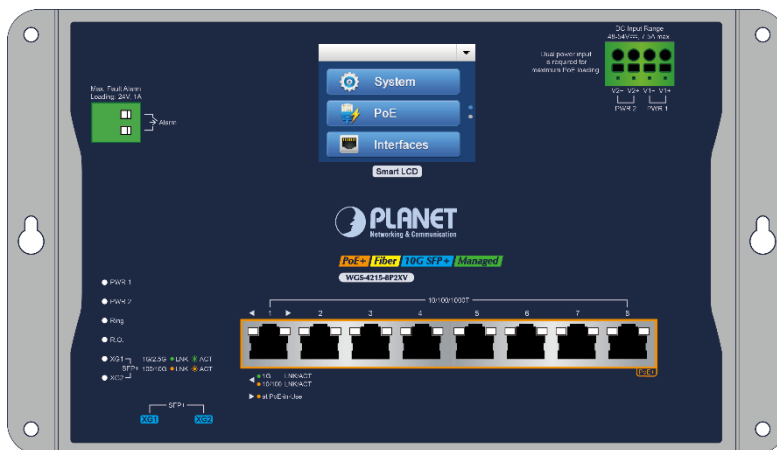 DC Input Range
48-54V⎓, 7.5A max.
Dual power input
is required for
maximum PoE loading
V2- V2+ V1- V1+
PWR 2 PWR 1
Max. Fault Alarm
Loading: 24V, 1A
Alarm
System
PoE
Interfaces
Smart LCD
PLANET
Networking & Communication
PoE+ Fiber 10G SFP+ Managed
WGS-4215-8P2XV
PWR 1
PWR 2
Ring
R.O.
XG1
SFP+
XG2
1G/2.5G LNK ACT
100/10G LNK ACT
SFP+
XG1 XG2
10/100/1000T
1 2 3 4 5 6 7 8
PoE+
1G LNK/ACT
10/100 LNK/ACT
at PoE-in-Use